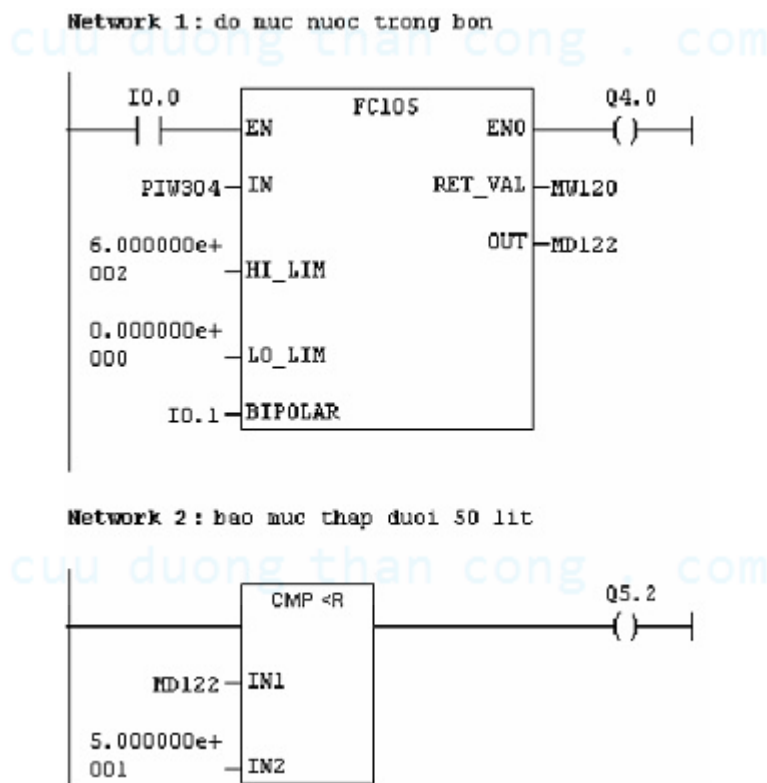 Network 1: do muc nuoc trong bon
cuu duong than cong . com
I0.0
FC105
Q4.0
EN
ENO
PIW304
IN
RET_VAL
MW120
6.000000e+
002
HI_LIM
OUT
MD122
0.000000e+
000
LO_LIM
I0.1
BIPOLAR
Network 2: bao muc thap duoi 50 lit
cuu duong than cong . com
CMP <R
Q5.2
MD122
IN1
5.000000e+
001
IN2